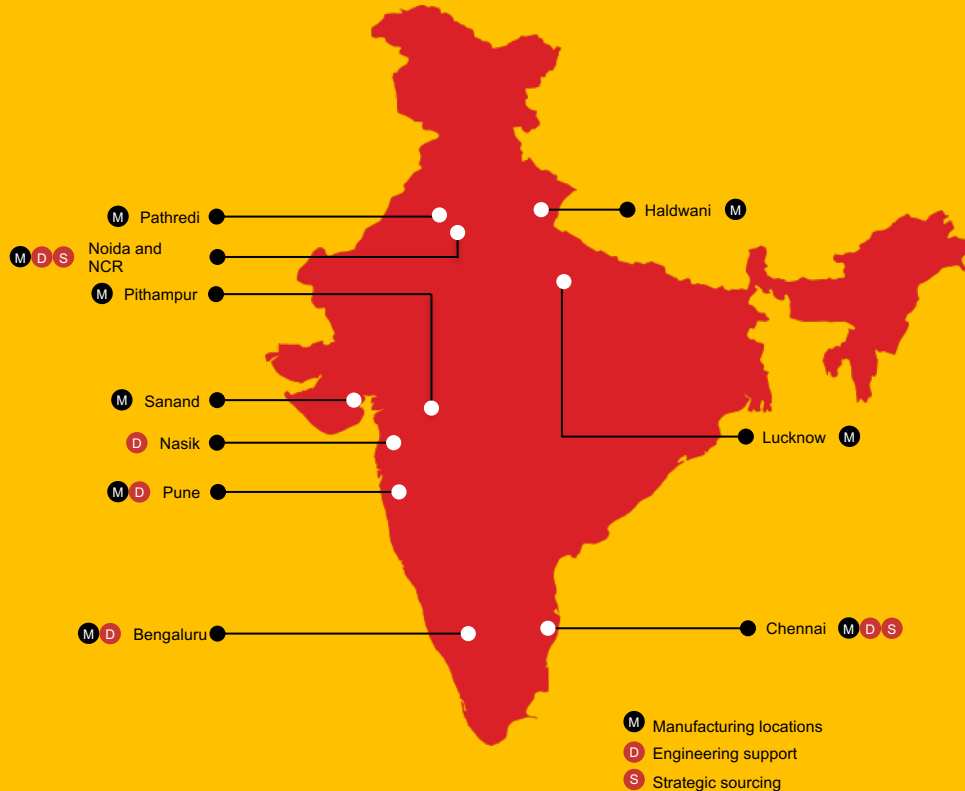 M Pathredi
Haldwani M
M D S Noida and
NCR
M Pithampur
M Sanand
D Nasik
Lucknow M
M D Pune
M D Bengaluru
Chennai M D S
M Manufacturing locations
D Engineering support
S Strategic sourcing